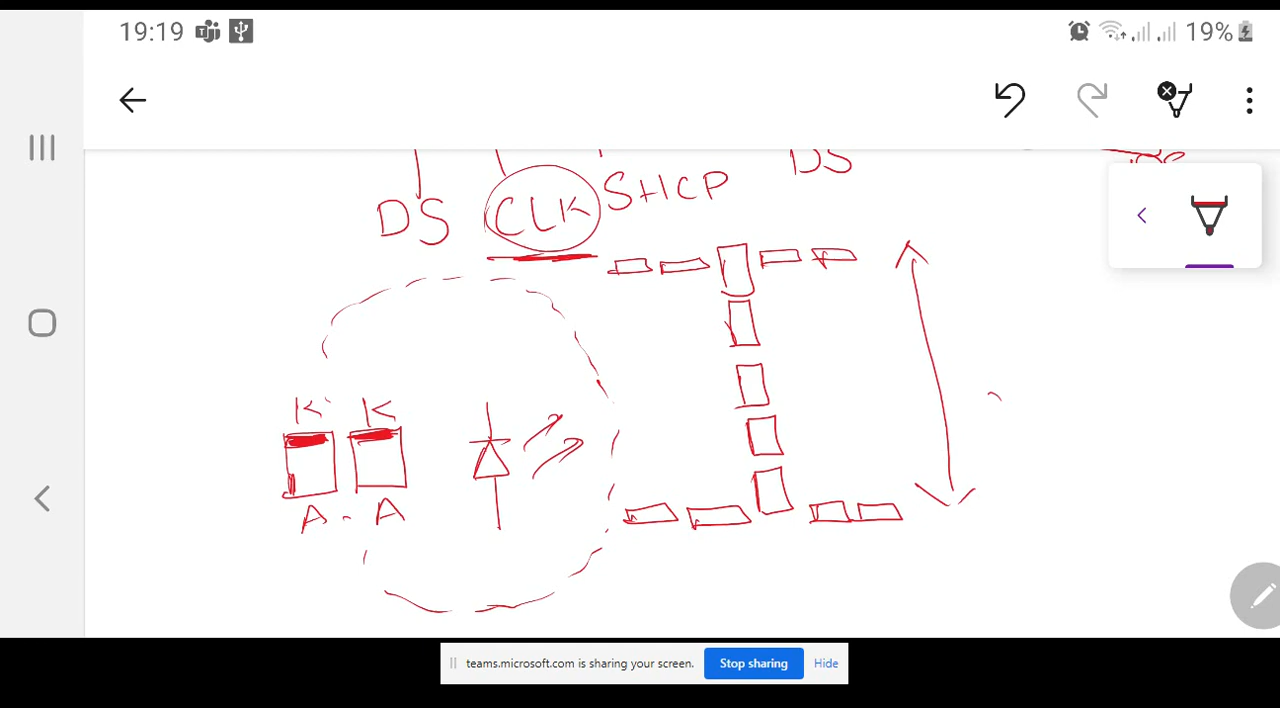 19:19 19%
DS
DS CLK SHCP
K K
A - A
teams.microsoft.com is sharing your screen. Stop sharing Hide